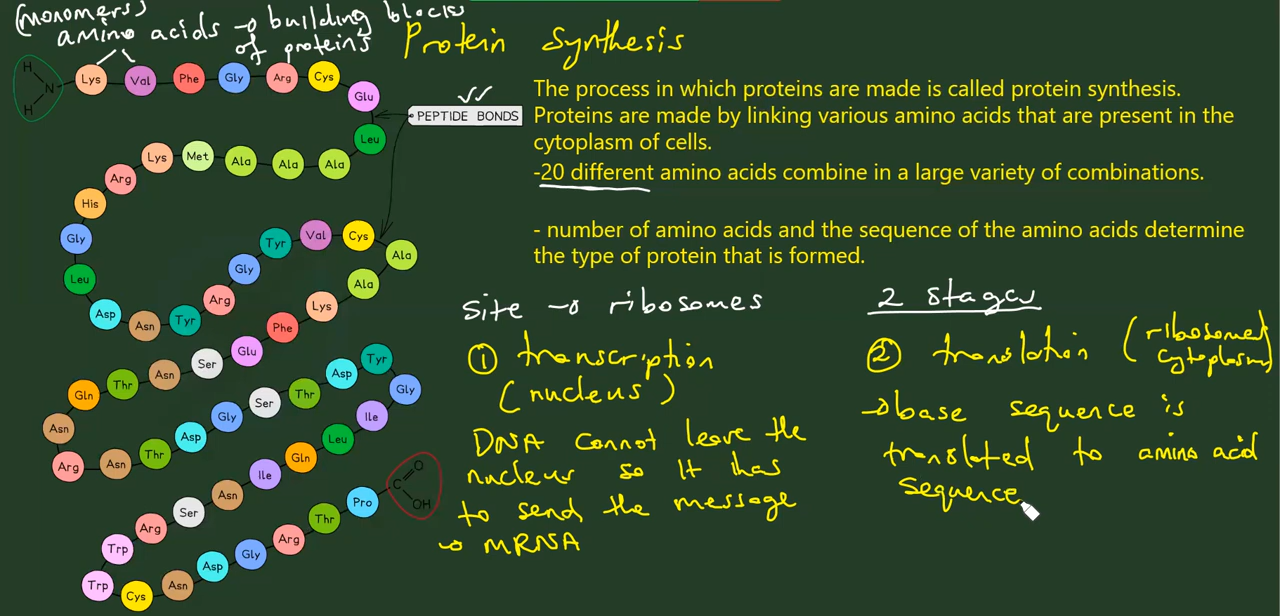 (monomers)
amino acids → building blocks
of proteins
Protein Synthesis
H
N
H
Lys Val Phe Gly Arg Cys
Glu
Leu
PEPTIDE BONDS
Ala Ala Ala Met Lys
Arg
His
Gly
Leu
Asp Asn Tyr Arg Gly Tyr Val Cys
Ala
Ala
Lys Phe Glu Ser Asn Thr Gln
Asn
Arg Asn Thr Asp Gly Ser Thr Asp Tyr
Gly
Ile
Leu Gln Ile Asn Ser Arg Trp
Trp Cys Asn Asp Gly Arg Thr Pro
C
O
OH
The process in which proteins are made is called protein synthesis.
Proteins are made by linking various amino acids that are present in the
cytoplasm of cells.
-20 different amino acids combine in a large variety of combinations.
- number of amino acids and the sequence of the amino acids determine
the type of protein that is formed.
site → ribosomes
2 stages
① transcription
(nucleus)
DNA cannot leave the
nucleus so it has
to send the message
→ mRNA
② translation (ribosomes/
cytoplasm)
→ base sequence is
translated to amino acid
sequence